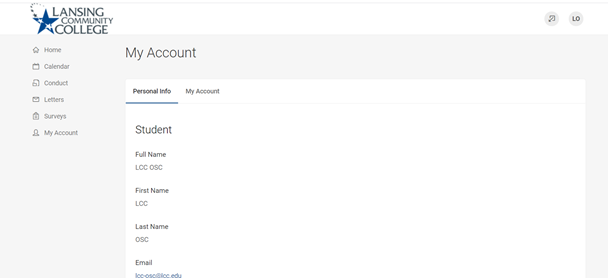 LANSING
COMMUNITY
COLLEGE
LO
Home
Calendar
Conduct
Letters
Surveys
My Account
My Account
Personal Info
My Account
Student
Full Name
LCC OSC
First Name
LCC
Last Name
OSC
Email
lcc-osc@lcc.edu